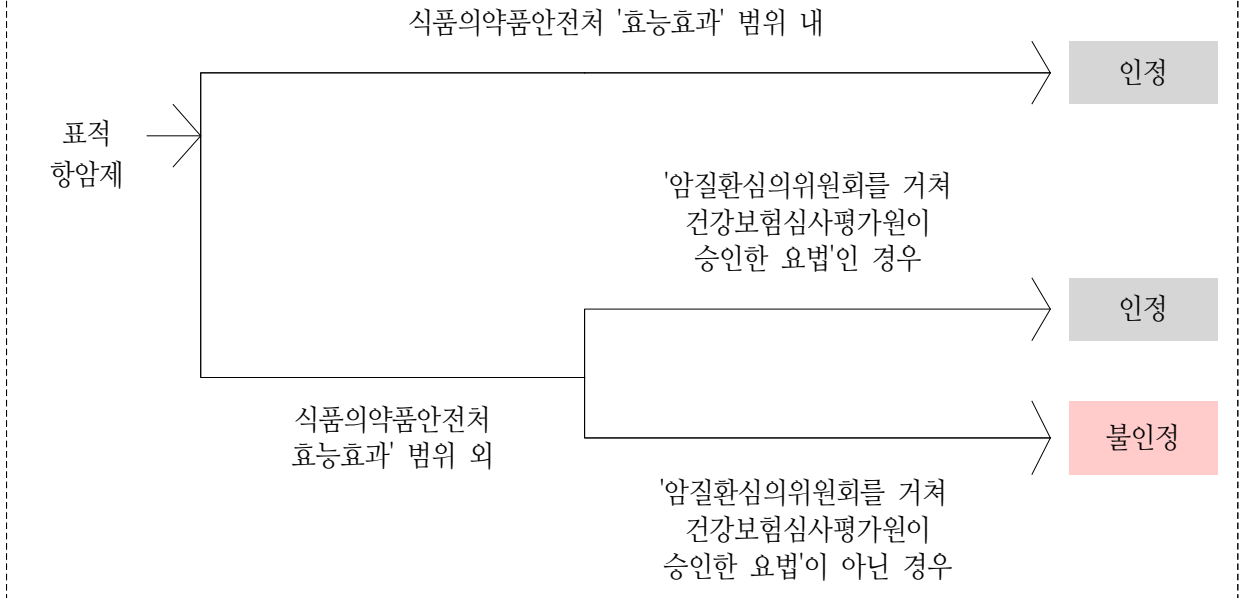 식품의약품안전처 '효능효과' 범위 내
인정
표적
항암제
'암질환심의위원회를 거쳐
건강보험심사평가원이
승인한 요법'인 경우
인정
식품의약품안전처
효능효과' 범위 외
불인정
'암질환심의위원회를 거쳐
건강보험심사평가원이
승인한 요법'이 아닌 경우